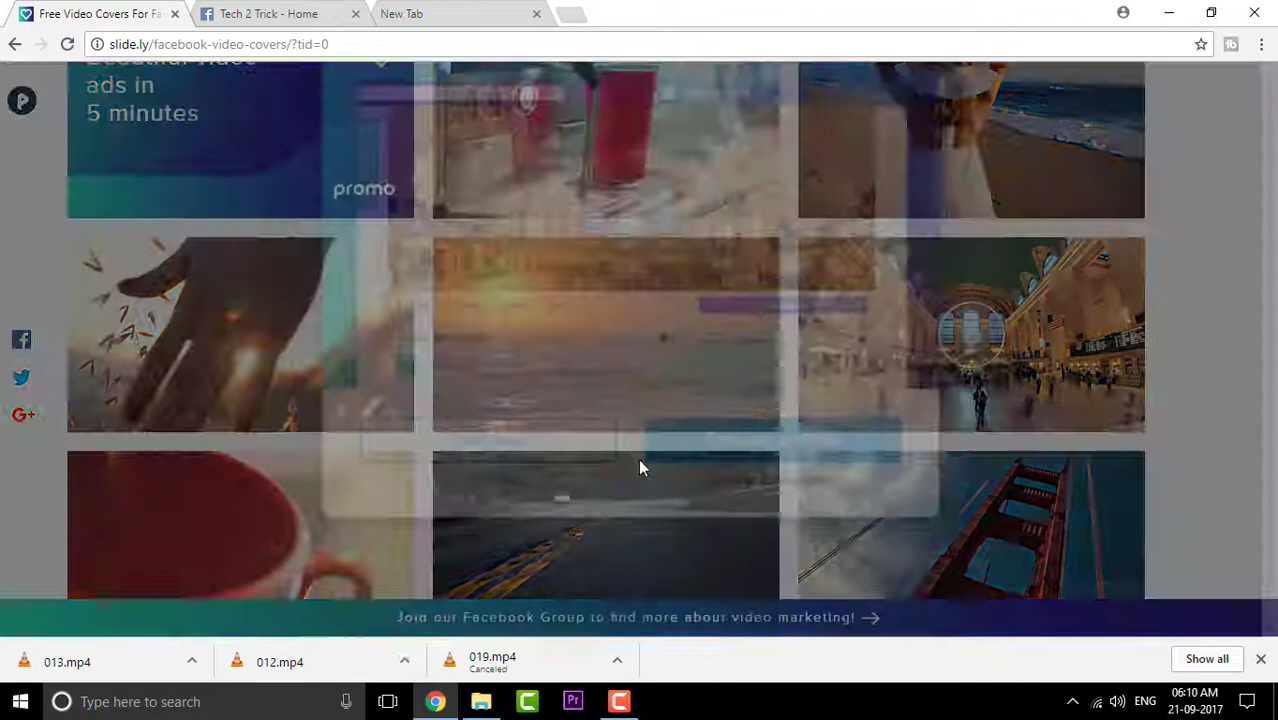 Free Video Covers For Fa
Tech 2 Trick - Home
New Tab
slide.ly/facebook-video-covers/?tid=0
ads in
5 minutes
promo
Join our Facebook Group to find more about video marketing!
013.mp4
012.mp4
019.mp4
Canceled
Show all
Type here to search
ENG
06:10 AM
21-09-2017